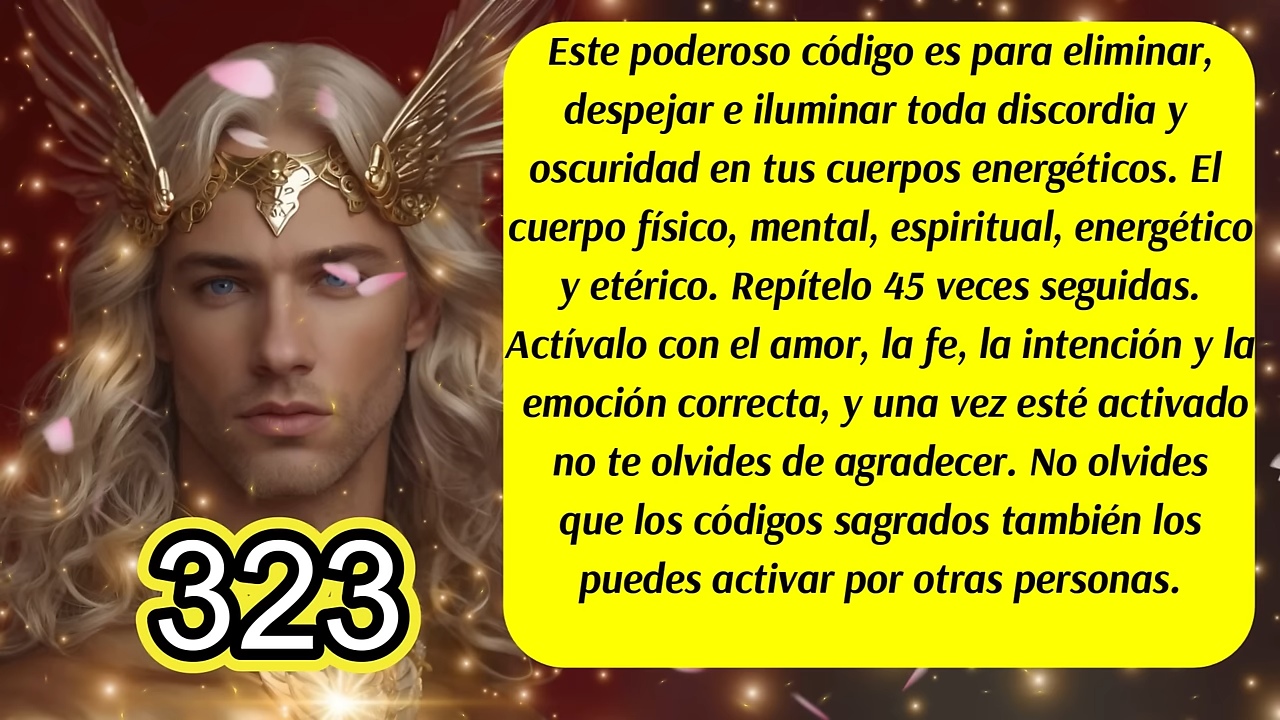 Este poderoso código es para eliminar,
despejar e iluminar toda discordia y
oscuridad en tus cuerpos energéticos. El
cuerpo físico, mental, espiritual, energético
y etérico. Repítelo 45 veces seguidas.
Actívalo con el amor, la fe, la intención y la
emoción correcta, y una vez esté activado
no te olvides de agradecer. No olvides
que los códigos sagrados también los
puedes activar por otras personas.
323